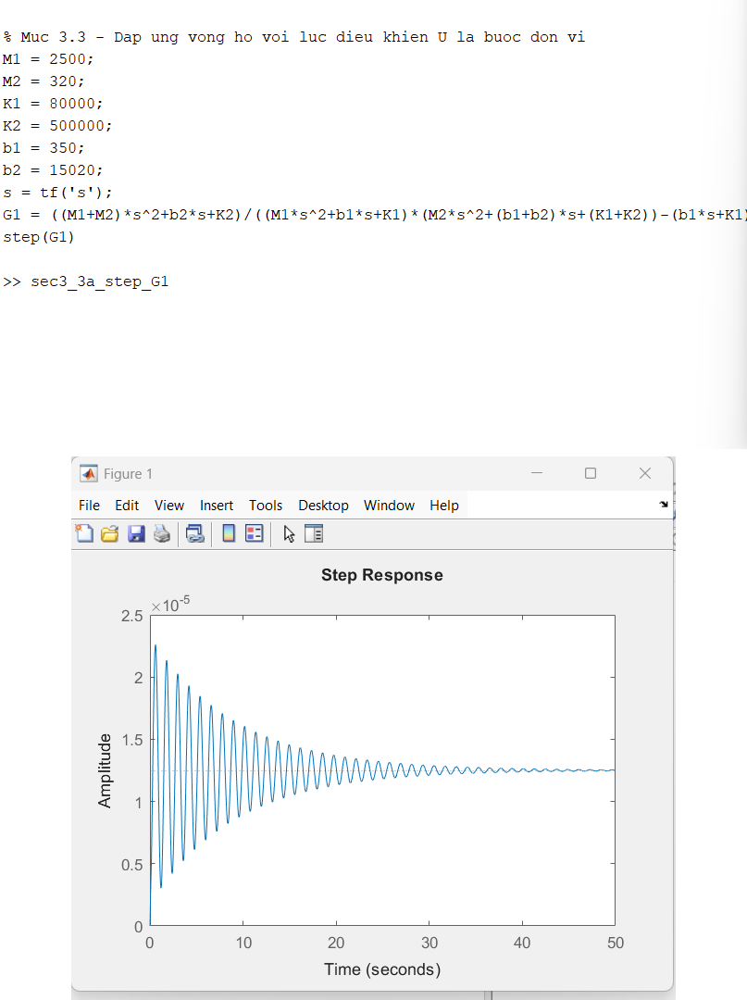 % Muc 3.3 - Dap ung vong ho voi luc dieu khien U la buoc don vi
M1 = 2500;
M2 = 320;
K1 = 80000;
K2 = 500000;
b1 = 350;
b2 = 15020;
s = tf('s');
G1 = ((M1+M2)*s^2+b2*s+K2)/((M1*s^2+b1*s+K1)*(M2*s^2+(b1+b2)*s+(K1+K2))-(b1*s+K1)
step(G1)
>> sec3_3a_step_G1
Figure 1
File Edit View Insert Tools Desktop Window Help
Step Response
×10-5
2.5
2
1.5
1
0.5
0
Amplitude
0 10 20 30 40 50
Time (seconds)